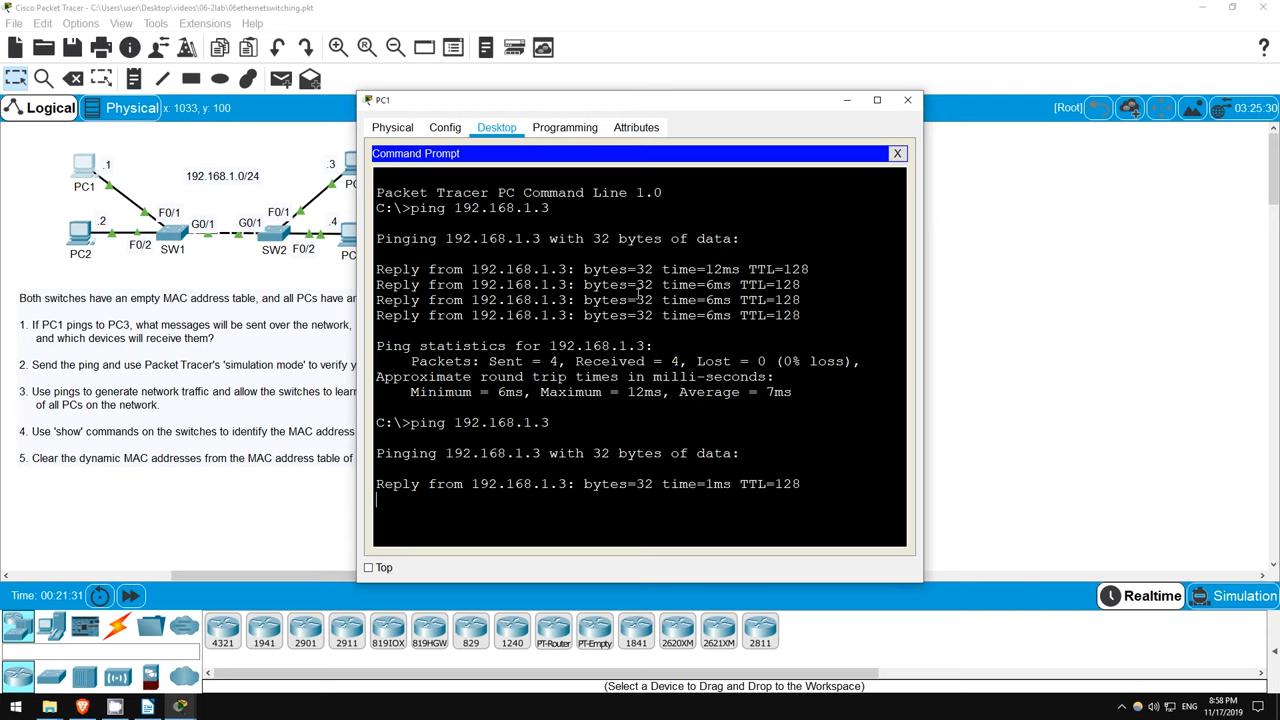 Cisco Packet Tracer - C:\Users\user\Desktop\videos\06-2lab\06ethernetswitching.pkt
File Edit Options View Tools Extensions Help
Logical Physical x: 1033, y: 100
[Root] 03:25:30
PC1
Physical Config Desktop Programming Attributes
Command Prompt X
Packet Tracer PC Command Line 1.0
C:\>ping 192.168.1.3
Pinging 192.168.1.3 with 32 bytes of data:
Reply from 192.168.1.3: bytes=32 time=12ms TTL=128
Reply from 192.168.1.3: bytes=32 time=6ms TTL=128
Reply from 192.168.1.3: bytes=32 time=6ms TTL=128
Reply from 192.168.1.3: bytes=32 time=6ms TTL=128
Ping statistics for 192.168.1.3:
Packets: Sent = 4, Received = 4, Lost = 0 (0% loss),
Approximate round trip times in milli-seconds:
Minimum = 6ms, Maximum = 12ms, Average = 7ms
C:\>ping 192.168.1.3
Pinging 192.168.1.3 with 32 bytes of data:
Reply from 192.168.1.3: bytes=32 time=1ms TTL=128
Top
.1 192.168.1.0/24 .3
PC1 PC
F0/1 F0/1
.2 G0/1 G0/1 .4
F0/2 F0/2
PC2 SW1 SW2 PC
Both switches have an empty MAC address table, and all PCs have an
1. If PC1 pings to PC3, what messages will be sent over the network,
and which devices will receive them?
2. Send the ping and use Packet Tracer's 'simulation mode' to verify y
3. Use pings to generate network traffic and allow the switches to learn
of all PCs on the network.
4. Use 'show' commands on the switches to identify the MAC address
5. Clear the dynamic MAC addresses from the MAC address table of
Time: 00:21:31 Realtime Simulation
4321 1941 2901 2911 819IOX 819HGW 829 1240 PT-Router PT-Empty 1841 2620XM 2621XM 2811
(Select a Device to Drag and Drop to the Workspace)
ENG 8:58 PM
11/17/2019